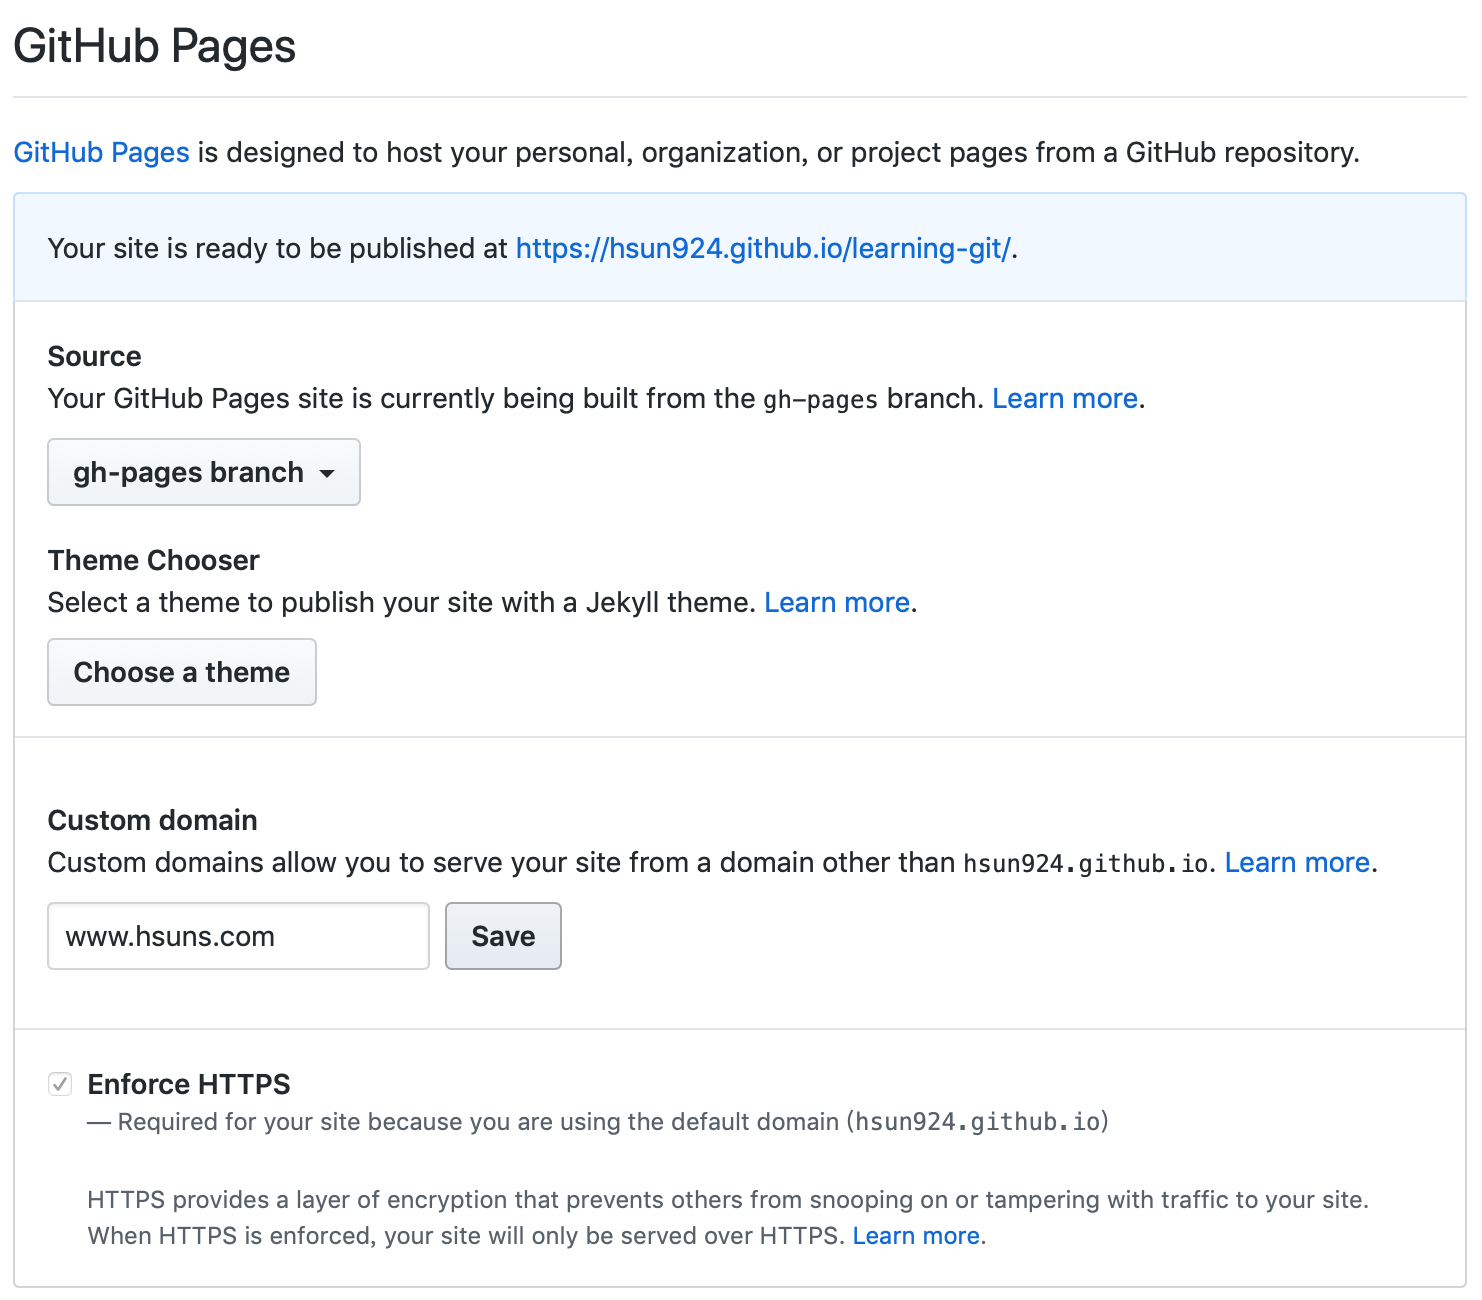 GitHub Pages
GitHub Pages is designed to host your personal, organization, or project pages from a GitHub repository.
Your site is ready to be published at https://hsun924.github.io/learning-git/.
Source
Your GitHub Pages site is currently being built from the gh-pages branch. Learn more.
gh-pages branch
Theme Chooser
Select a theme to publish your site with a Jekyll theme. Learn more.
Choose a theme
Custom domain
Custom domains allow you to serve your site from a domain other than hsun924.github.io. Learn more.
www.hsuns.com Save
Enforce HTTPS
— Required for your site because you are using the default domain (hsun924.github.io)
HTTPS provides a layer of encryption that prevents others from snooping on or tampering with traffic to your site.
When HTTPS is enforced, your site will only be served over HTTPS. Learn more.